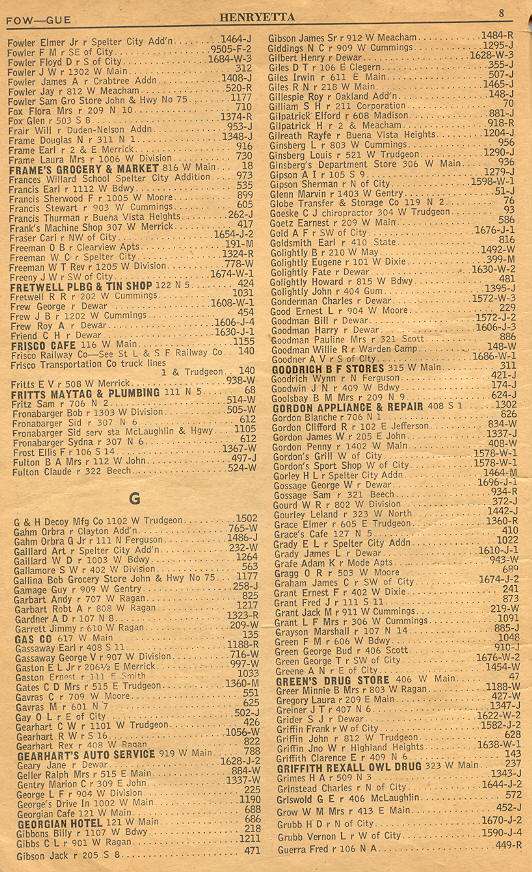 FOW—GUE
HENRYETTA
8
Fowler Elmer Jr r Spelter City Add'n 1464-J
Fowler F M r SE of City 9505-F-2
Fowler Floyd D r S of City 1684-W-3
Fowler J W r 1302 W Main 312
Fowler James A r Crabtree Addn 1408-J
Fowler Jay r 812 W Meacham 520-R
Fowler Sam Gro Store John & Hwy No 75 1177
Fox Flora Mrs r 209 N 10 710
Fox Glen r 503 S B 1374-R
Frair Will r Duden-Nelson Addn 953-J
Frame Douglas N r 311 N 1 1348-J
Frame Earl r 2 & E Merrick 916
Frame Laura Mrs r 1006 W Division 730
FRAME'S GROCERY & MARKET 816 W Main 18
Frances Willard School Spelter City Addition 973
Francis Earl r 1112 W Bdwy 535
Francis Sherwood F r 1005 W Moore 899
Francis Stewart r 903 W Cummings 605
Francis Thurman r Buena Vista Heights 262-J
Frank's Machine Shop 307 W Merrick 417
Fraser Carl r NW of City 1654-J-2
Freeman O B r Clearview Apts 191-M
Freeman W C r Spelter City 1324-R
Freeman W T Rev r 1205 W Division 778-W
Freeny J W r SW of City 1674-W-1
FRETWELL PLBG & TIN SHOP 122 N 5 424
Fretwell R R r 202 W Cummings 1031
Frew George r Dewar 1608-W-4
Frew J B r 1202 W Cummings 454
Frew Roy A r Dewar 1606-J-4
Friend C H r Dewar 1630-J-1
FRISCO CAFE 116 W Main 1155
Frisco Railway Co—See St L & S F Railway Co 140
Frisco Transportation Co truck lines
1 & Trudgeon 140
Fritts E V r 508 W Merrick 938-W
FRITTS MAYTAG & PLUMBING 111 N 5 68
Fritz Sam r 706 N 2 514-W
Fronabarger Bob r 1303 W Division 505-W
Fronabarger Sid r 307 N 6 612
Fronabarger Sid serv sta McLaughlin & Hgwy 1105
Fronabarger Sydna r 307 N 6 612
Frost Ellis F r 106 S 14 1367-W
Fulton B A Mrs r 112 W John 497-J
Fulton Claude r 322 Beech 524-W
G
G & H Decoy Mfg Co 1102 W Trudgeon 1502
Gahm Orba r Clayton Add'n 765-W
Gahm Orba G Jr r 111 N Ferguson 1486-J
Gaillard Art r Spelter City Add'n 232-W
Gaillard W D r 1003 W Bdwy 1264
Gallamore S W r 402 W Division 563
Gallina Bob Grocery Store John & Hwy No 75 1177
Gamage Guy r 909 W Gentry 258-J
Garbart Andy r 707 W Ragan 825
Garbart Robt A r 808 W Ragan 1217
Gardner A D r 107 N 8 1323-R
Garrett Jimmy r 610 W Ragan 209-W
GAS CO 617 W Main 135
Gassaway Earl r 408 S 11 1188-R
Gassaway George W r 907 W Division 716-W
Gaston E L Jr r 206½ E Merrick 997-W
Gaston Ernest r 111 E Smith 1033
Gates C D Mrs r 515 E Trudgeon 1360-M
Gavras C r 709 W Moore 551
Gavras M r 601 N 7 625
Gay O L r E of City 502-J
Gearhart C W r 1101 W Trudgeon 426
Gearhart R W r S 16 1056-W
Gearhart Rex r 408 W Ragan 822
GEARHART'S AUTO SERVICE 919 W Main 788
Geary Jane r Dewar 1628-J-2
Geller Ralph Mrs r 515 E Main 884-W
Gentry Marion C r 309 E John 1337-W
George L F r 904 W Division 225
George's Drive In 1002 W Main 1190
Georgian Cafe 121 W Main 688
GEORGIAN HOTEL 121 W Main 686
Gibbons Billy r 1107 W Bdwy 218
Gibbs C L r 901 W Ragan 1211
Gibson Jack r 205 S 8 471
Gibson James Sr r 912 W Meacham 1484-R
Giddings N C r 909 W Cummings 1295-J
Gilbert Henry r Dewar 1628-W-3
Giles D T r 106 E Clegern 355-J
Giles Irwin r 611 E Main 507-J
Giles R N r 218 W Main 1465-J
Gillespie Roy r Oakland Add'n 148-J
Gilliam S H r 211 Corporation 70
Gilpatrick Elford r 608 Madison 881-J
Gilpatrick H r 2 & Meacham 918-R
Gilreath Rayfe r Buena Vista Heights 1204-J
Ginsberg L r 803 W Cummings 956
Ginsberg Louis r 521 W Trudgeon 1290-J
Ginsberg's Department Store 306 W Main 936
Gipson A I r 105 S 9 1279-J
Gipson Sherman r N of City 1598-W-1
Glenn Marvin r 1403 W Gentry 51-J
Globe Transfer & Storage Co 119 N 2 76
Goeske C J chiropractor 304 W Trudgeon 93
Goetz Earnest r 209 W Main 586
Gold A F r SW of City 1676-J-1
Goldsmith Earl r 410 State 816
Golightly B r 210 W May 1492-W
Golightly Eugene r 101 W Dixie 399-M
Golightly Fate r Dewar 1630-W-2
Golightly Howard r 815 W Bdwy 481
Golightly John r 404 Gum 1395-J
Gonderman Charles r Dewar 1572-W-3
Good Ernest L r 904 W Moore 229
Goodman Bill r Dewar 1572-J-2
Goodman Harry r Dewar 1606-J-3
Goodman Pauline Mrs r 321 Scott 886
Goodman Willie R r Warden Camp 148-W
Goodner A V r S of City 1686-W-1
GOODRICH B F STORES 315 W Main 311
Goodrich Wynn r N Ferguson 421-J
Goodwin J N r 409 W Bdwy 174-J
Goolsbay B M Mrs r 209 N 9 624-J
GORDON APPLIANCE & REPAIR 408 S 1 1302
Gordon Blanche r 706 N 1 626
Gordon Clifford R r 102 E Jefferson 834-W
Gordon James W r 205 E John 1337-J
Gordon Penny r 1402 W Main 408-W
Gordon's Grill W of City 1578-W-1
Gordon's Sport Shop W of City 1578-W-1
Gorley H L r Spelter City Addn 1464-M
Gossage George W r Dewar 1696-J-1
Gossage Sam r 321 Beech 934-R
Gourd W R r 802 W Division 372-J
Gourley Leland r 323 W North 1442-J
Grace Elmer r 605 E Trudgeon 1360-R
Grace's Cafe 127 N 5 410
Grady E L r Spelter City Addn 1022
Grady James L r Dewar 1610-J-1
Grafe Adam K r Mode Apts 943-W
Gragg O R r 503 W Moore 689
Graham James C r SW of City 1674-J-2
Grant Ernest F r 402 W Dixie 241
Grant Fred J r 111 S 11 873
Grant Jack M r 911 W Cummings 219-W
Grant L F Mrs r 306 W Cummings 1091
Grayson Marshall r 107 N 14 885-J
Green F M r 606 W Bdwy 1048
Green George Bud r 406 Scott 910-J
Green George T r SW of City 1676-W-2
Greene A N r E of City 1454-W
GREEN'S DRUG STORE 406 W Main 47
Greer Minnie B Mrs r 803 W Ragan 1188-W
Gregory Laura r 209 E Main 427-W
Greiner J T r 407 N 6 1347-J
Grider S J r Dewar 1622-W-2
Griffin Frank r W of City 1582-J-2
Griffin John r 812 W Trudgeon 628
Griffin Jno W r Highland Heights 1638-W-1
Griffith Clarence E r 409 N 6 143
GRIFFITH REXALL OWL DRUG 323 W Main 237
Grimes H A r 509 N 3 1343-J
Grinstead Charles r N of City 1644-J-2
Griswold G E r 406 McLaughlin 572
Grow W M Mrs r 413 E Main 452-J
Grubb H D r N of City 1670-J-2
Grubb Vernon L r W of City 1590-J-4
Guerra Fred r 106 N A 449-R